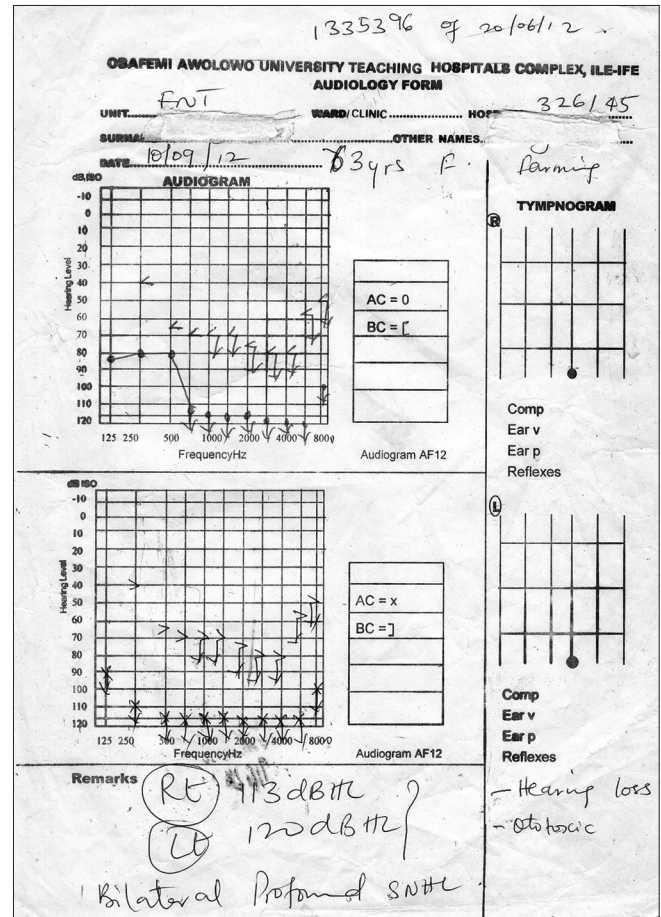 1335396 of 20/06/12.
OBAFEMI AWOLOWO UNIVERSITY TEACHING HOSPITALS COMPLEX, ILE-IFE
AUDIOLOGY FORM
UNIT...... ENT WARD/CLINIC.................. HOS 326/45
SURNA ..............................OTHER NAMES.
DATE 10/09/12 ............... 63yrs F. Farming
dB,ISO AUDIOGRAM
-10
0
10
20
30
40
50
60
70
80
90
100
110
120
Hearing Level
125 250 500 1000 2000 4000 8000
FrequencyHz
AC = 0
BC = [
Audiogram AF12
TYMPNOGRAM
R
Comp
Ear v
Ear p
Reflexes
dB ISO
-10
0
10
20
30
40
50
60
70
80
90
100
110
120
Hearing Level
125 250 500 1000 2000 4000 8000
FrequencyHz
AC = x
BC = ]
Audiogram AF12
L
Comp
Ear v
Ear p
Reflexes
- Hearing loss
- Ototoxic
Remarks
Rt 113 dBHL
Lt 120 dBHL
Bilateral Profound SNHL